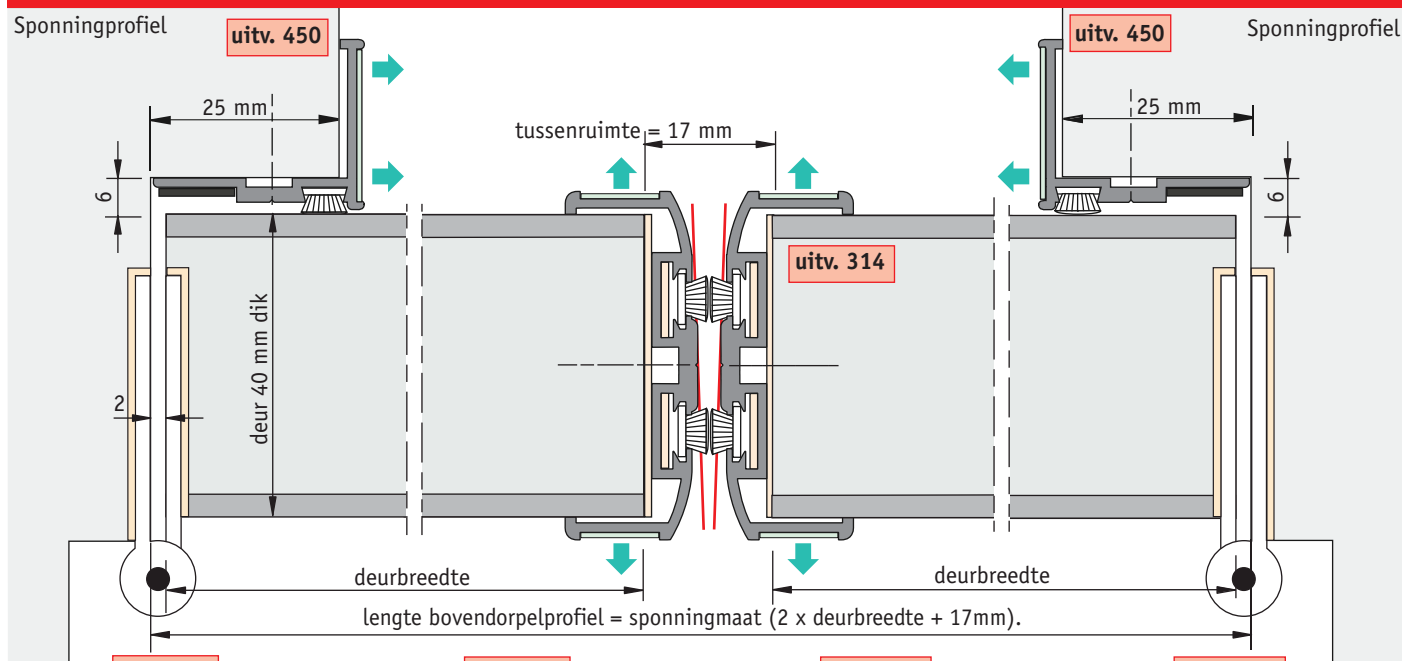 Sponningprofiel
uitv. 450
uitv. 450
Sponningprofiel
25 mm
tussenruimte = 17 mm
25 mm
6
6
uitv. 314
deur 40 mm dik
2
deurbreedte
deurbreedte
lengte bovendorpelprofiel = sponningmaat (2 x deurbreedte + 17mm).